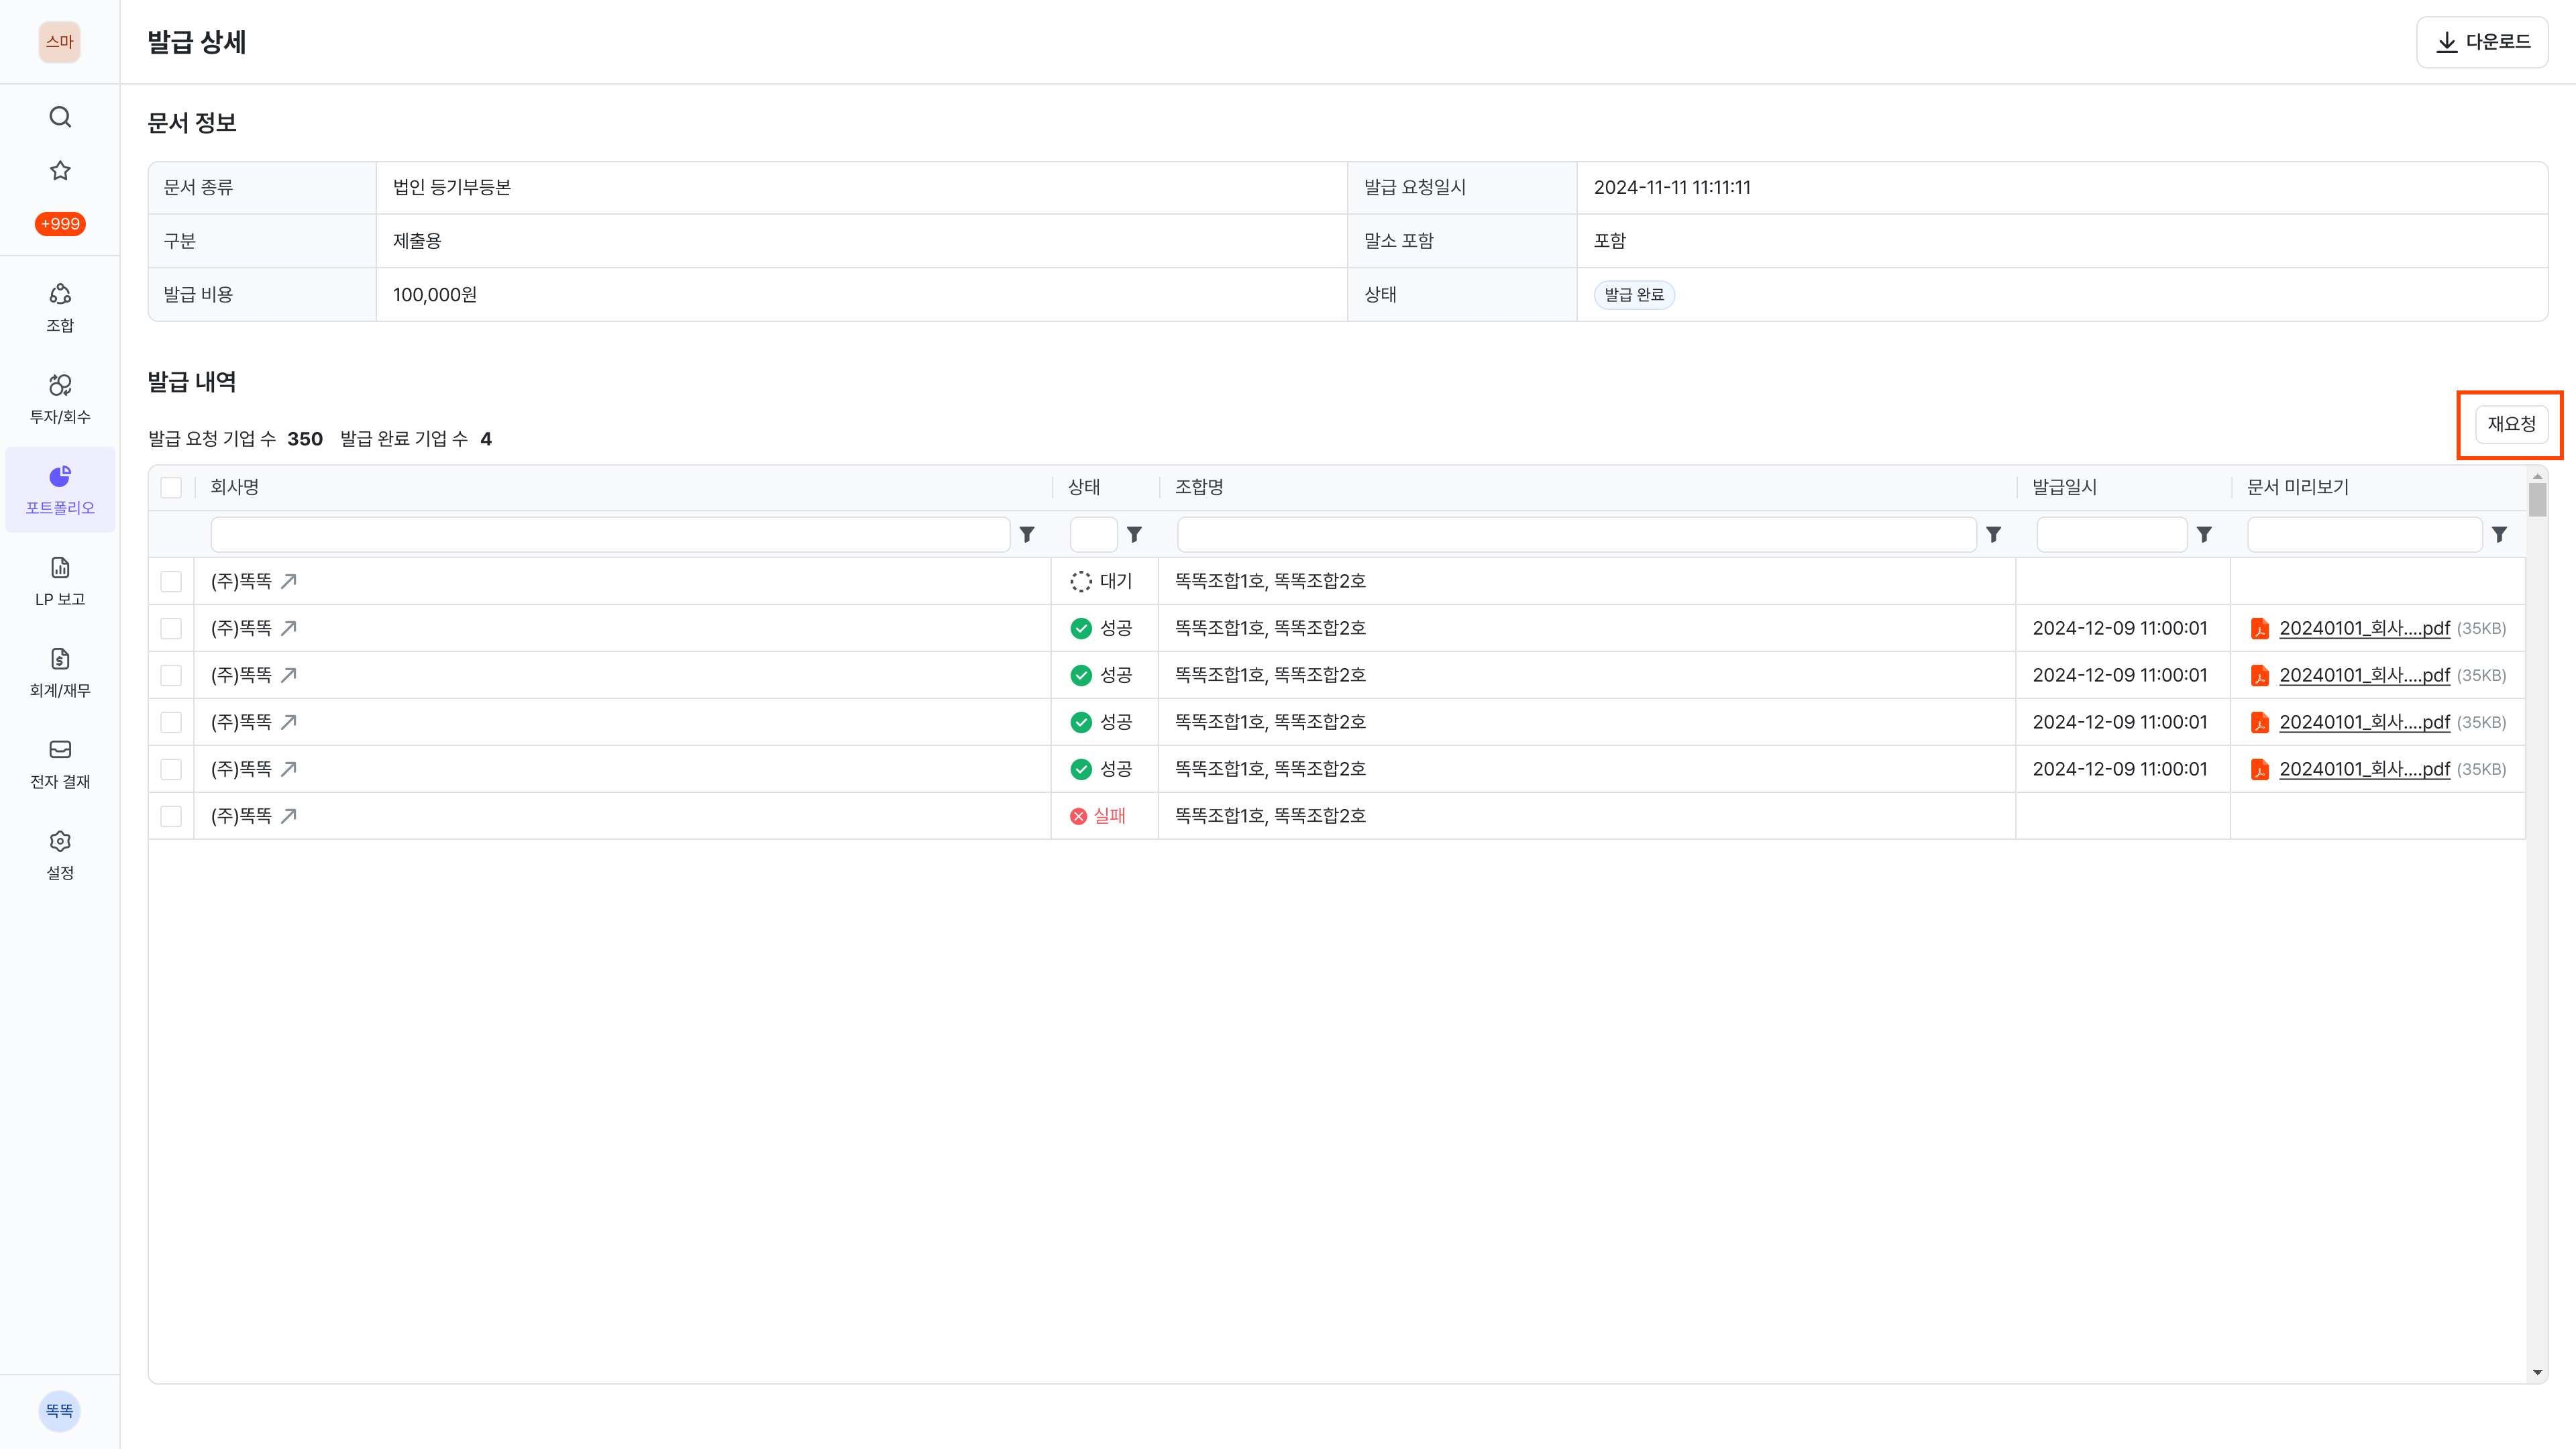 스마
발급 상세
다운로드
+999
조합
투자/회수
포트폴리오
LP 보고
회계/재무
전자 결재
설정
똑똑
문서 정보
문서 종류 법인 등기부등본 발급 요청일시 2024-11-11 11:11:11
구분 제출용 말소 포함 포함
발급 비용 100,000원 상태 발급 완료
발급 내역
발급 요청 기업 수 350 발급 완료 기업 수 4
재요청
회사명 상태 조합명 발급일시 문서 미리보기
(주)똑똑 대기 똑똑조합1호, 똑똑조합2호
(주)똑똑 성공 똑똑조합1호, 똑똑조합2호 2024-12-09 11:00:01 20240101_회사....pdf (35KB)
(주)똑똑 성공 똑똑조합1호, 똑똑조합2호 2024-12-09 11:00:01 20240101_회사....pdf (35KB)
(주)똑똑 성공 똑똑조합1호, 똑똑조합2호 2024-12-09 11:00:01 20240101_회사....pdf (35KB)
(주)똑똑 성공 똑똑조합1호, 똑똑조합2호 2024-12-09 11:00:01 20240101_회사....pdf (35KB)
(주)똑똑 실패 똑똑조합1호, 똑똑조합2호